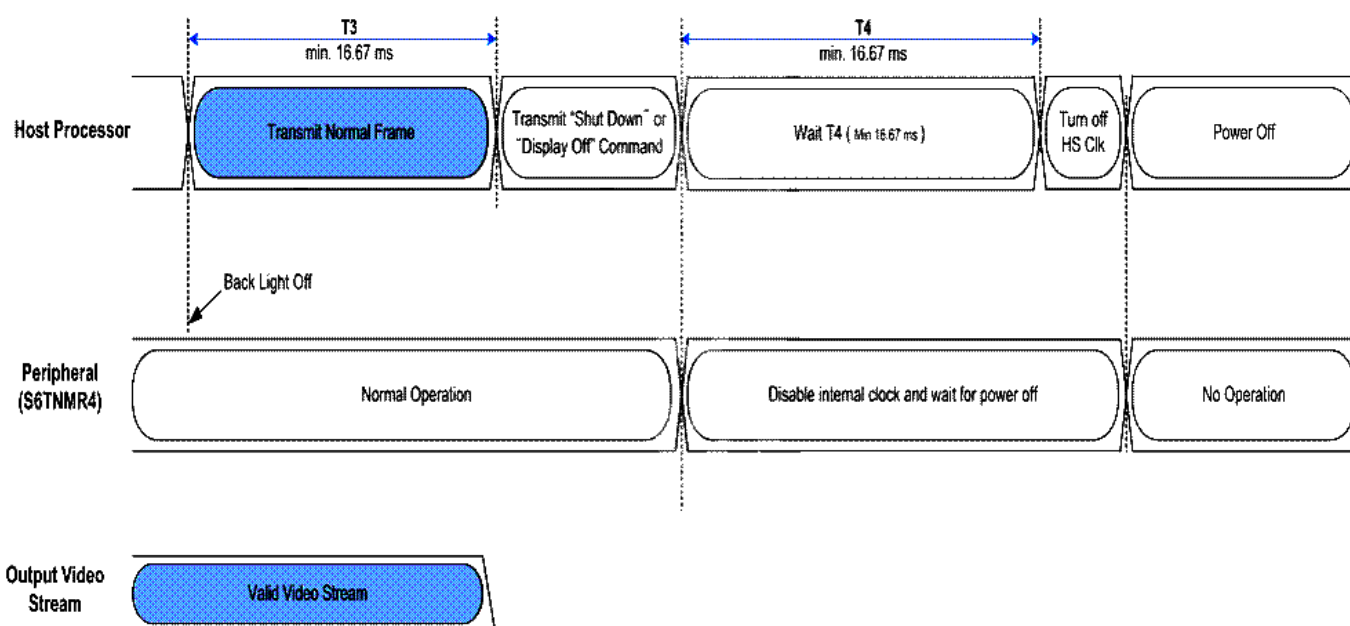 T3
min. 16.67 ms
T4
min. 16.67 ms
Host Processor
Transmit Normal Frame
Transmit "Shut Down" or
"Display Off" Command
Wait T4 ( Min 16.67 ms )
Turn off
HS Clk
Power Off
Back Light Off
Peripheral
(S6TNMR4)
Normal Operation
Disable internal clock and wait for power off
No Operation
Output Video
Stream
Valid Video Stream